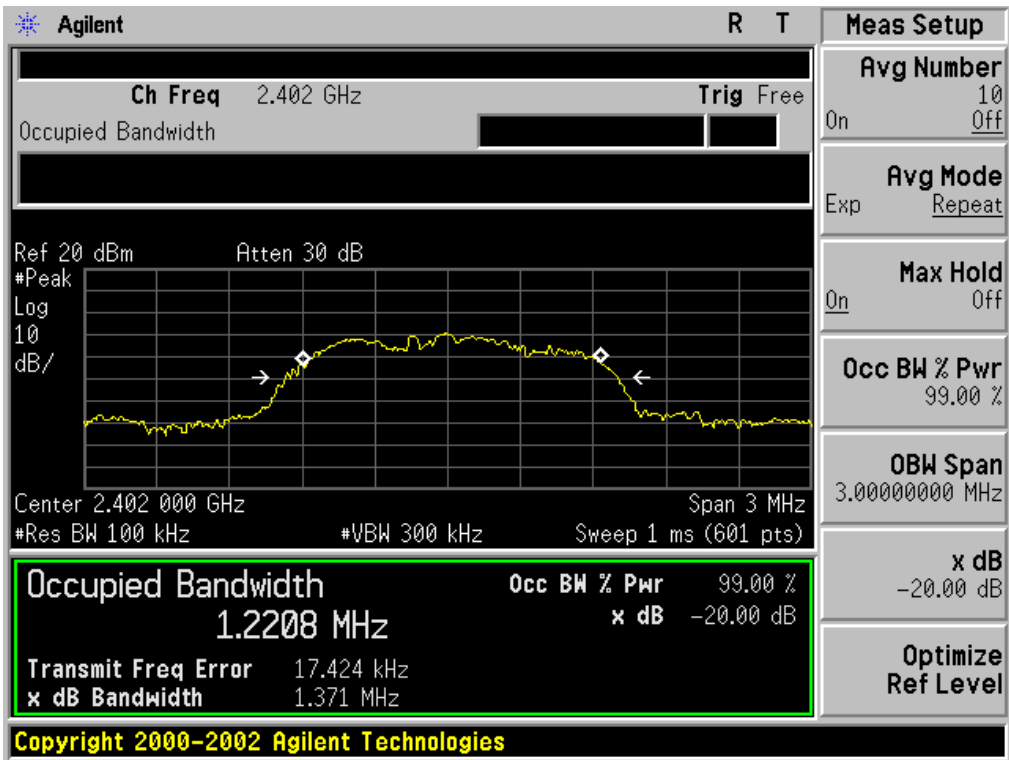 Agilent R T
Ch Freq 2.402 GHz Trig Free
Occupied Bandwidth
Ref 20 dBm Atten 30 dB
#Peak
Log
10
dB/
Center 2.402 000 GHz Span 3 MHz
#Res BW 100 kHz #VBW 300 kHz Sweep 1 ms (601 pts)
Occupied Bandwidth Occ BW % Pwr 99.00 %
1.2208 MHz x dB -20.00 dB
Transmit Freq Error 17.424 kHz
x dB Bandwidth 1.371 MHz
Copyright 2000-2002 Agilent Technologies
Meas Setup
Avg Number
10
On Off
Avg Mode
Exp Repeat
Max Hold
On Off
Occ BW % Pwr
99.00 %
OBW Span
3.00000000 MHz
x dB
-20.00 dB
Optimize
Ref Level